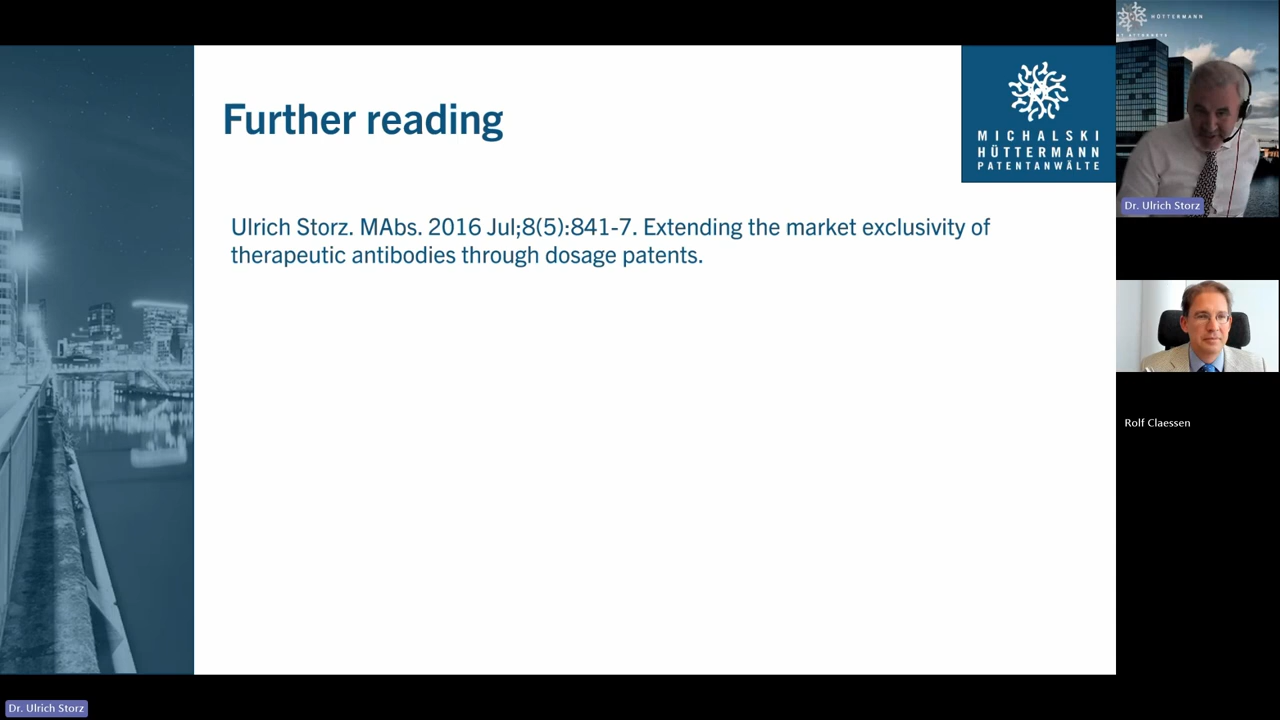 Further reading
MICHALSKI
HÜTTERMANN
PATENTANWÄLTE
Ulrich Storz. MAbs. 2016 Jul;8(5):841-7. Extending the market exclusivity of
therapeutic antibodies through dosage patents.
HÜTTERMANN
Dr. Ulrich Storz
Rolf Claessen
Dr. Ulrich Storz